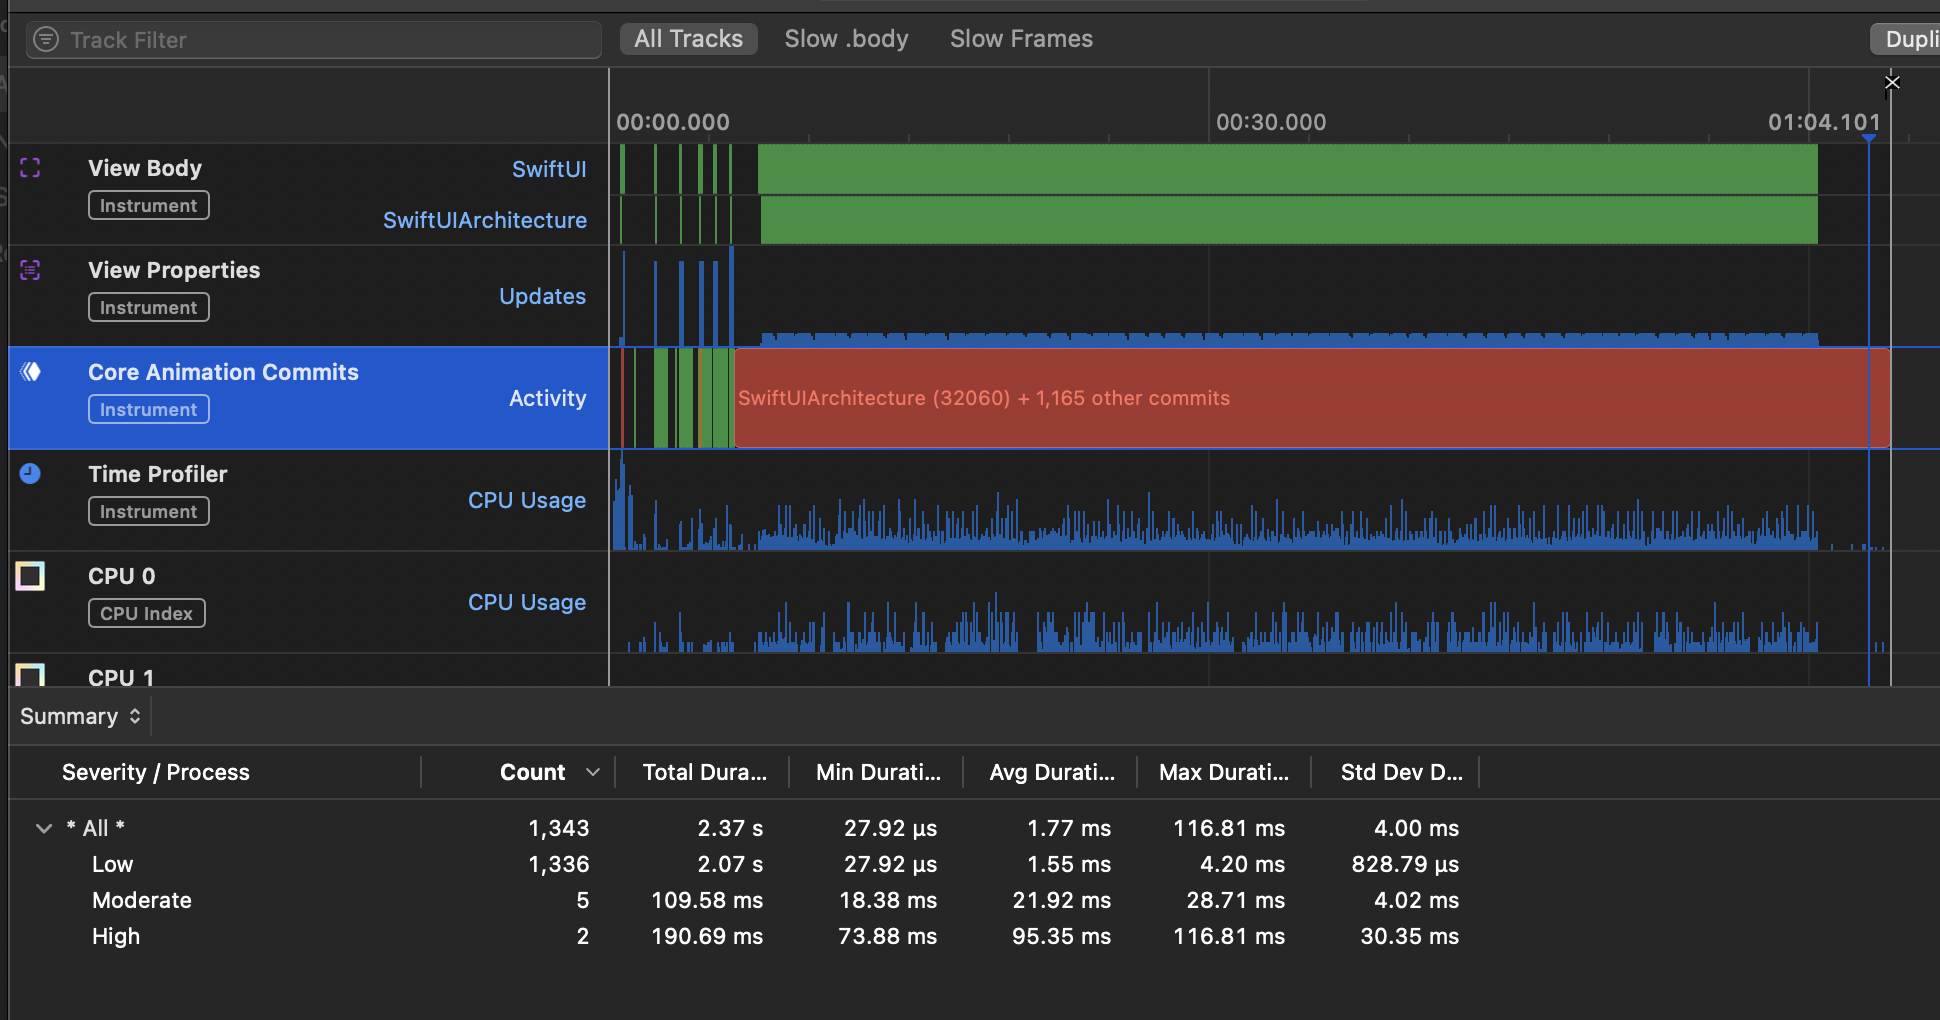 Track Filter
All Tracks
Slow .body
Slow Frames
Dupli
00:00.000
00:30.000
01:04.101
View Body
SwiftUI
Instrument
SwiftUIArchitecture
View Properties
Instrument
Updates
Core Animation Commits
Instrument
Activity
SwiftUIArchitecture (32060) + 1,165 other commits
Time Profiler
Instrument
CPU Usage
CPU 0
CPU Index
CPU Usage
CPU 1
Summary
Severity / Process Count Total Dura... Min Durati... Avg Durati... Max Durati... Std Dev D...
* All * 1,343 2.37 s 27.92 µs 1.77 ms 116.81 ms 4.00 ms
Low 1,336 2.07 s 27.92 µs 1.55 ms 4.20 ms 828.79 µs
Moderate 5 109.58 ms 18.38 ms 21.92 ms 28.71 ms 4.02 ms
High 2 190.69 ms 73.88 ms 95.35 ms 116.81 ms 30.35 ms